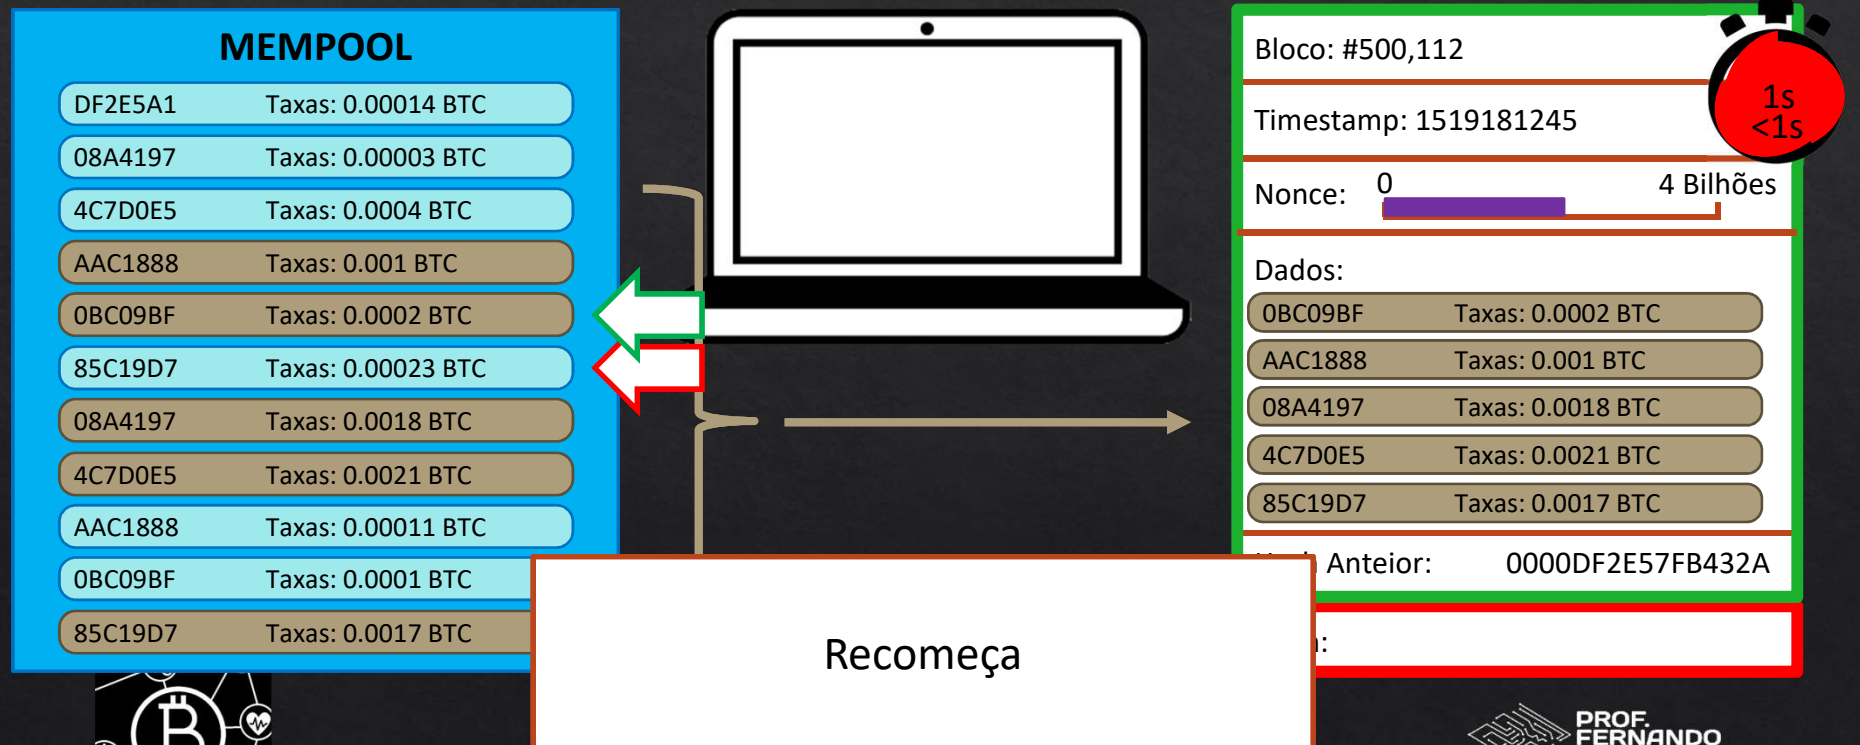 MEMPOOL
DF2E5A1 Taxas: 0.00014 BTC
08A4197 Taxas: 0.00003 BTC
4C7D0E5 Taxas: 0.0004 BTC
AAC1888 Taxas: 0.001 BTC
0BC09BF Taxas: 0.0002 BTC
85C19D7 Taxas: 0.00023 BTC
08A4197 Taxas: 0.0018 BTC
4C7D0E5 Taxas: 0.0021 BTC
AAC1888 Taxas: 0.00011 BTC
0BC09BF Taxas: 0.0001 BTC
85C19D7 Taxas: 0.0017 BTC
Recomeça
Bloco: #500,112
1s
<1s
Timestamp: 1519181245
Nonce: 0 4 Bilhões
Dados:
0BC09BF Taxas: 0.0002 BTC
AAC1888 Taxas: 0.001 BTC
08A4197 Taxas: 0.0018 BTC
4C7D0E5 Taxas: 0.0021 BTC
85C19D7 Taxas: 0.0017 BTC
Anteior: 0000DF2E57FB432A
PROF.
FERNANDO